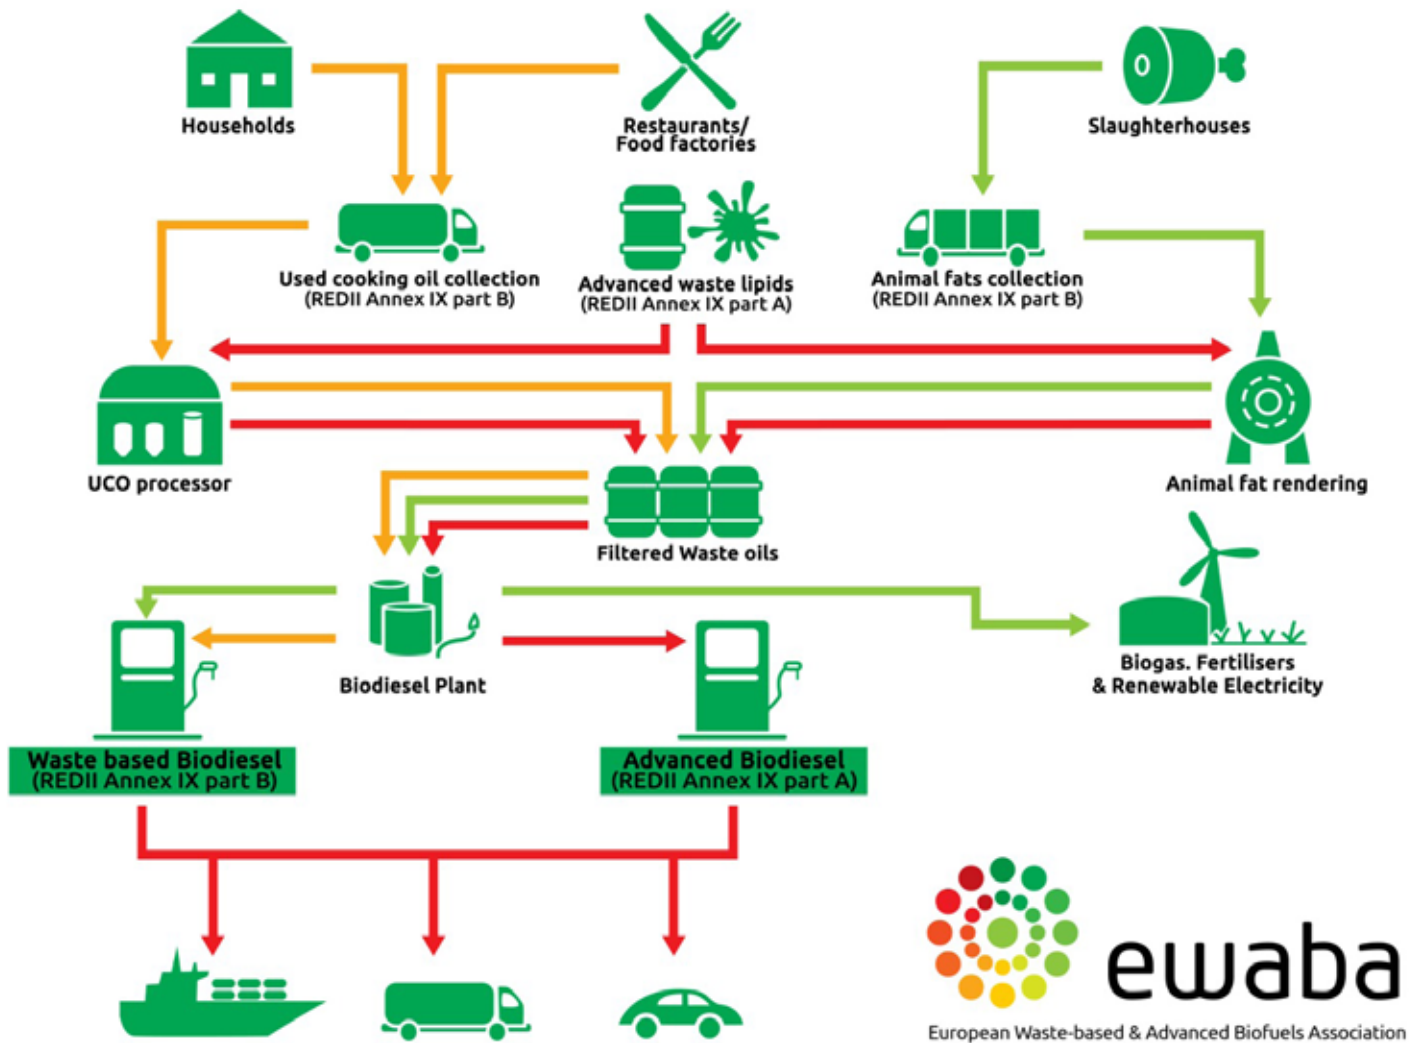 Households
Restaurants/
Food factories
Slaughterhouses
Used cooking oil collection
(REDII Annex IX part B)
Advanced waste lipids
(REDII Annex IX part A)
Animal fats collection
(REDII Annex IX part B)
UCO processor
Animal fat rendering
Filtered Waste oils
Biodiesel Plant
Biogas. Fertilisers
& Renewable Electricity
Waste based Biodiesel
(REDII Annex IX part B)
Advanced Biodiesel
(REDII Annex IX part A)
ewaba
European Waste-based & Advanced Biofuels Association